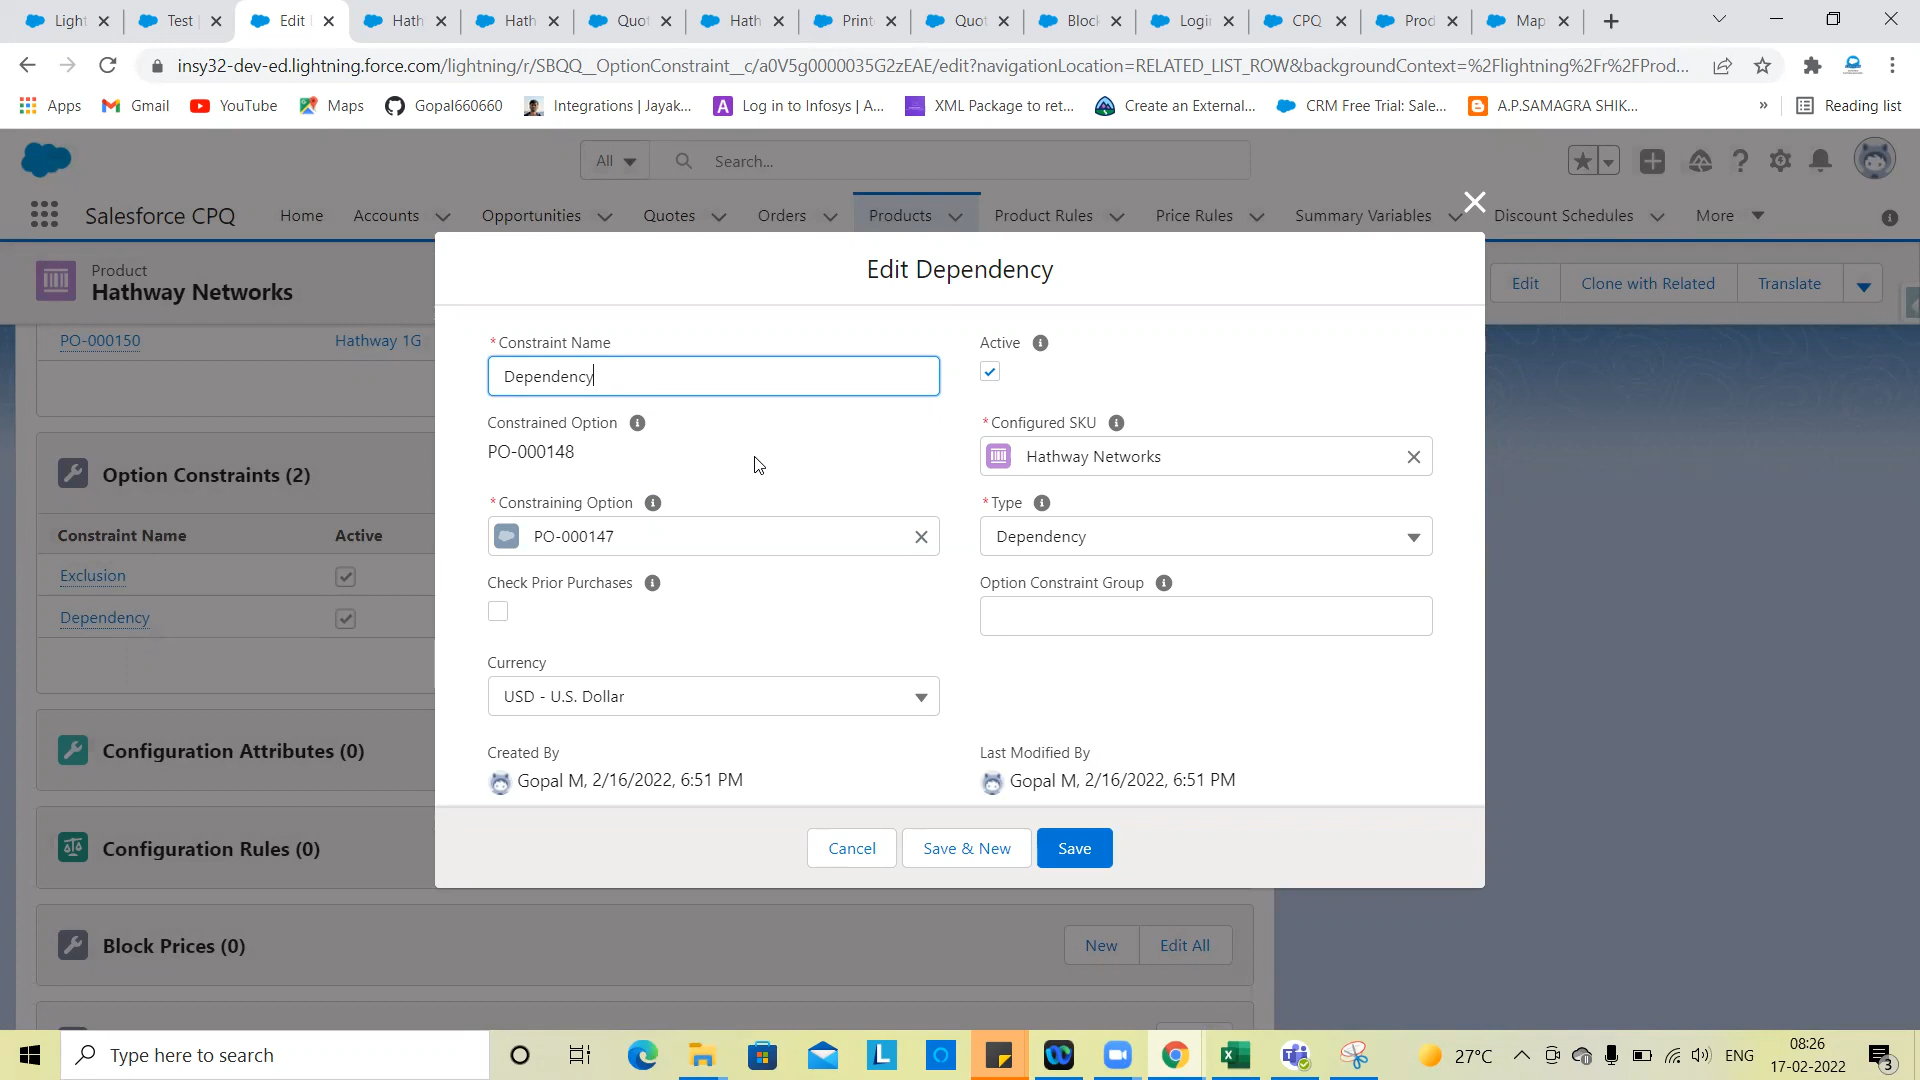 Light
Test
Edit
Hath
Hath
Quot
Hath
Print
Quot
Block
Login
CPQ
Prod
Map
insy32-dev-ed.lightning.force.com/lightning/r/SBQQ__OptionConstraint__c/a0V5g0000035G2zEAE/edit?navigationLocation=RELATED_LIST_ROW&backgroundContext=%2Flightning%2Fr%2FProd...
Apps
Gmail
YouTube
Maps
Gopal660060
Integrations | Jayak...
Log in to Infosys | A...
XML Package to ret...
Create an External...
CRM Free Trial: Sale...
A.P.SAMAGRA SHIK...
»
Reading list
All
Search...
Salesforce CPQ
Home
Accounts
Opportunities
Quotes
Orders
Products
Product Rules
Price Rules
Summary Variables
Discount Schedules
More
Product
Hathway Networks
Edit
Clone with Related
Translate
PO-000150
Hathway 1G
Option Constraints (2)
Constraint Name
Active
Exclusion
Dependency
Configuration Attributes (0)
Configuration Rules (0)
Block Prices (0)
New
Edit All
Edit Dependency
*Constraint Name
Dependency
Active
Constrained Option
PO-000148
*Configured SKU
Hathway Networks
*Constraining Option
PO-000147
*Type
Dependency
Check Prior Purchases
Option Constraint Group
Currency
USD - U.S. Dollar
Created By
Gopal M, 2/16/2022, 6:51 PM
Last Modified By
Gopal M, 2/16/2022, 6:51 PM
Cancel
Save & New
Save
Type here to search
27°C
ENG
08:26
17-02-2022
3